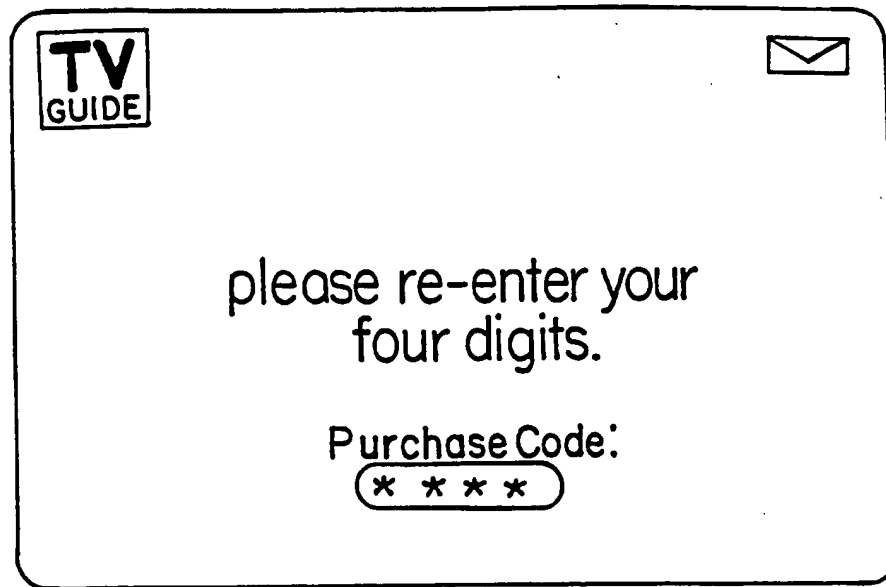 TV
GUIDE
please re-enter your
four digits.
Purchase Code:
* * * *